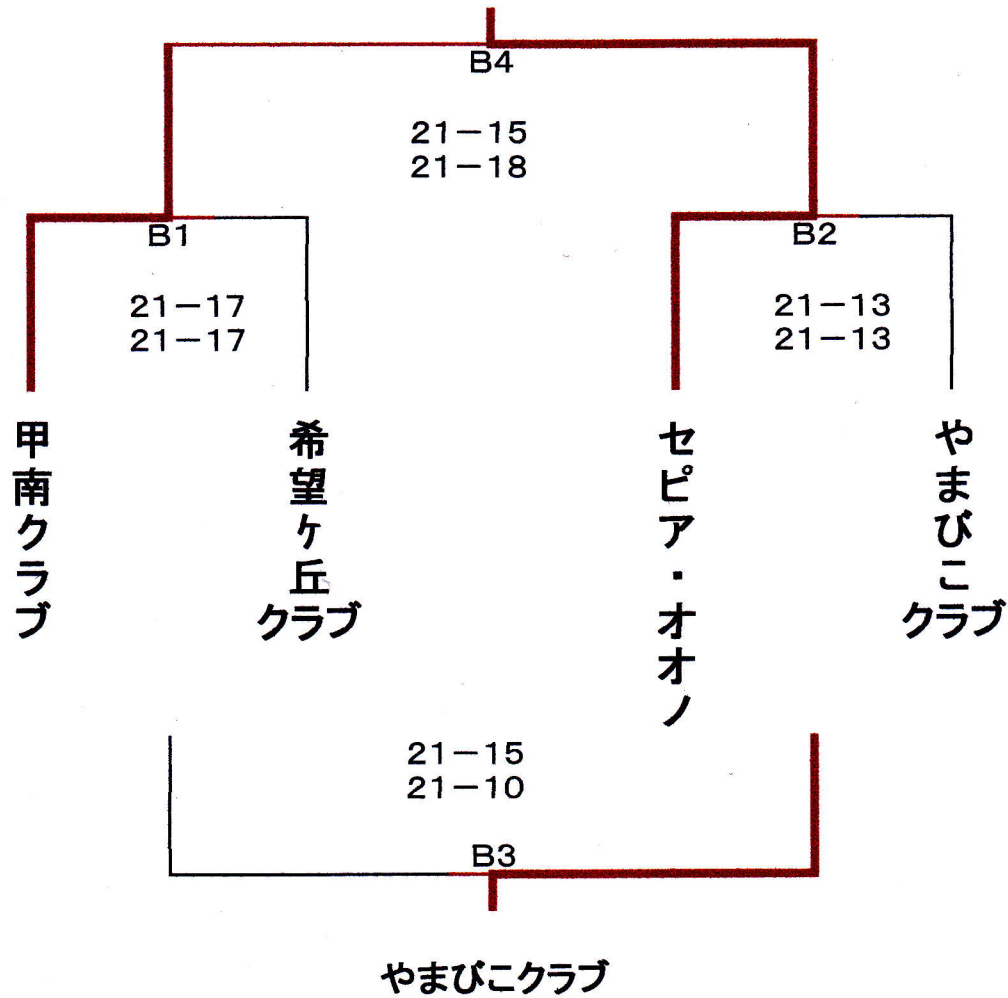 B4
21-15
21-18
B1
B2
21-17
21-17
21-13
21-13
甲南クラブ
希望ヶ丘クラブ
セピア・オオノ
やまびこクラブ
21-15
21-10
B3
やまびこクラブ